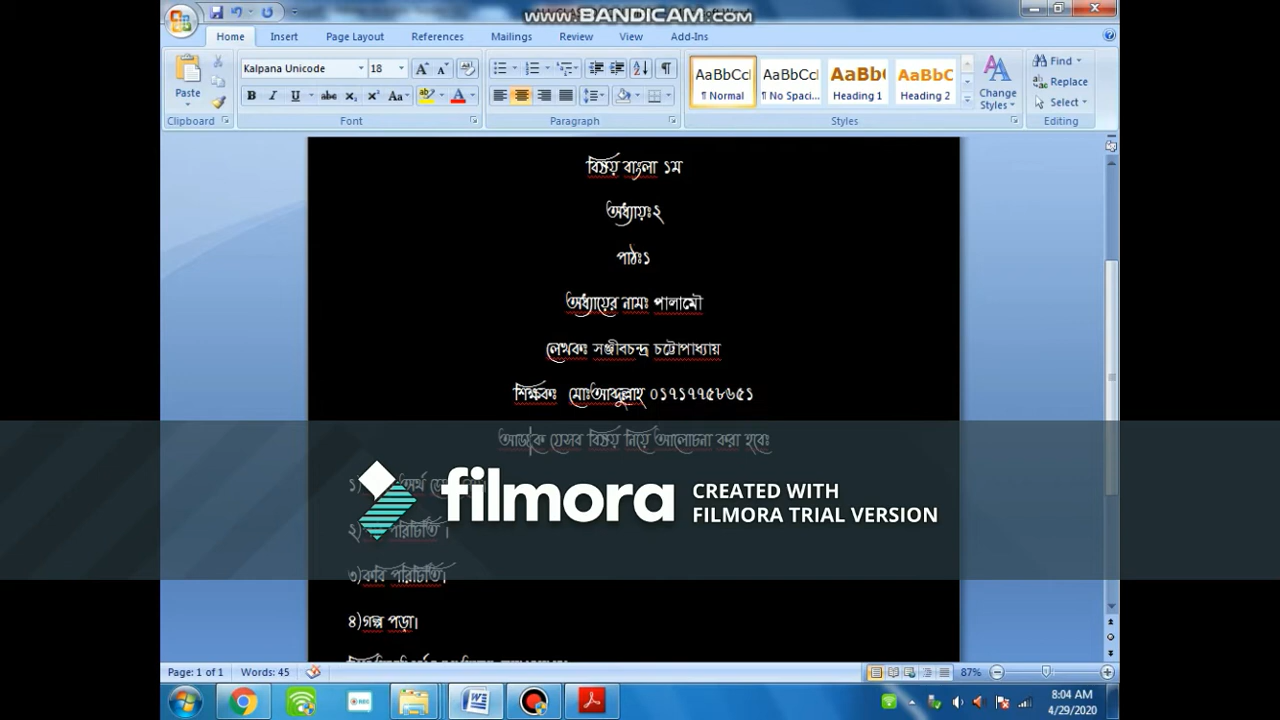 www.BANDICAM.com
Home Insert Page Layout References Mailings Review View Add-Ins
Paste
Kalpana Unicode 18
AaBbCcI AaBbCcI AaBb( AaBbC
¶ Normal ¶ No Spaci... Heading 1 Heading 2
Change Styles
Find
Replace
Select
Clipboard Font Paragraph Styles Editing
বিষয় বাংলা ১ম
অধ্যায়ঃ২
পাঠঃ১
অধ্যায়ের নামঃ পালামৌ
লেখকঃ সঞ্জীবচন্দ্র চট্টোপাধ্যায়
শিক্ষকঃ মোঃআব্দুল্লাহ ০১৭১৭৭৫৮৬৫১
আজকে যেসব বিষয় নিয়ে আলোচনা করা হবেঃ
১) অর্থ
filmora CREATED WITH
FILMORA TRIAL VERSION
২) পরিচিতি ।
৩)কবি পরিচিতি।
৪)গল্প পড়া।
Page: 1 of 1 Words: 45 87%
8:04 AM
4/29/2020